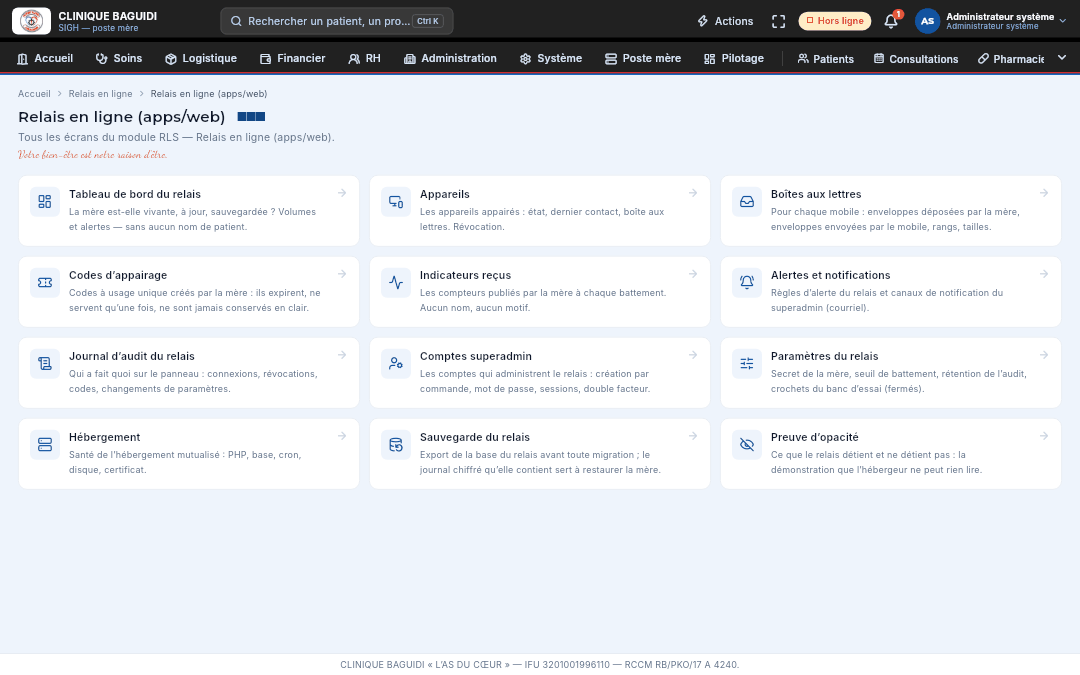 CLINIQUE BAGUIDI
SIGH — poste mère
Rechercher un patient, un pro... Ctrl K
Actions
Hors ligne
1
AS
Administrateur système
Administrateur système
Accueil Soins Logistique Financier RH Administration Système Poste mère Pilotage Patients Consultations Pharmacie
Accueil > Relais en ligne > Relais en ligne (apps/web)
Relais en ligne (apps/web)
Tous les écrans du module RLS — Relais en ligne (apps/web).
Votre bien-être est notre raison d'être.
Tableau de bord du relais
La mère est-elle vivante, à jour, sauvegardée ? Volumes
et alertes — sans aucun nom de patient.
Appareils
Les appareils appairés : état, dernier contact, boîte aux
lettres. Révocation.
Boîtes aux lettres
Pour chaque mobile : enveloppes déposées par la mère,
enveloppes envoyées par le mobile, rangs, tailles.
Codes d'appairage
Codes à usage unique créés par la mère : ils expirent, ne
servent qu'une fois, ne sont jamais conservés en clair.
Indicateurs reçus
Les compteurs publiés par la mère à chaque battement.
Aucun nom, aucun motif.
Alertes et notifications
Règles d'alerte du relais et canaux de notification du
superadmin (courriel).
Journal d'audit du relais
Qui a fait quoi sur le panneau : connexions, révocations,
codes, changements de paramètres.
Comptes superadmin
Les comptes qui administrent le relais : création par
commande, mot de passe, sessions, double facteur.
Paramètres du relais
Secret de la mère, seuil de battement, rétention de l'audit,
crochets du banc d'essai (fermés).
Hébergement
Santé de l'hébergement mutualisé : PHP, base, cron,
disque, certificat.
Sauvegarde du relais
Export de la base du relais avant toute migration ; le
journal chiffré qu'elle contient sert à restaurer la mère.
Preuve d'opacité
Ce que le relais détient et ne détient pas : la
démonstration que l'hébergeur ne peut rien lire.
CLINIQUE BAGUIDI « L'AS DU CŒUR » — IFU 3201001996110 — RCCM RB/PKO/17 A 4240.